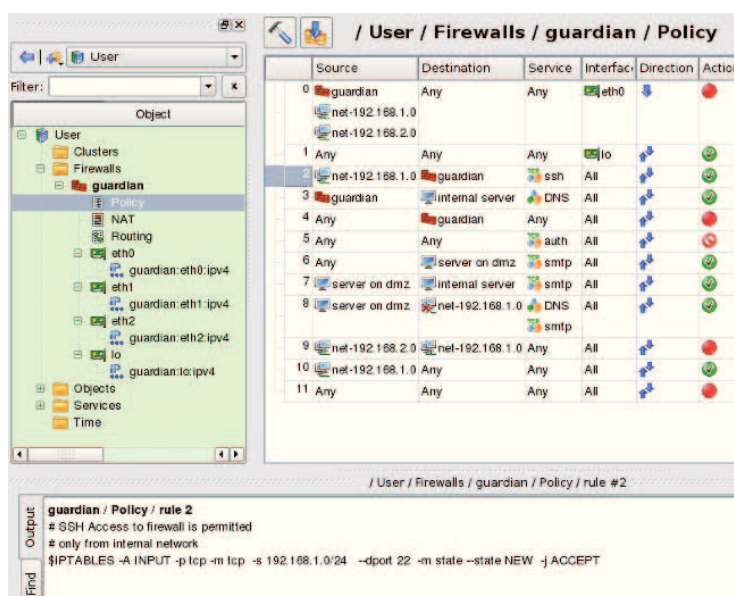 User
/ User / Firewalls / guardian / Policy
Filter:
Object
User
Clusters
Firewalls
guardian
Policy
NAT
Routing
eth0
guardian:eth0:ipv4
eth1
guardian:eth1:ipv4
eth2
guardian:eth2:ipv4
lo
guardian:lo:ipv4
Objects
Services
Time
Source Destination Service Interfac Direction Action
0 guardian Any Any eth0
net-192.168.1.0
net-192.168.2.0
1 Any Any Any lo
2 net-192.168.1.0 guardian ssh All
3 guardian internal server DNS All
4 Any guardian Any All
5 Any Any auth All
6 Any server on dmz smtp All
7 server on dmz internal server smtp All
8 server on dmz net-192.168.1.0 DNS All
smtp
9 net-192.168.2.0 net-192.168.1.0 Any All
10 net-192.168.1.0 Any Any All
11 Any Any Any All
/ User / Firewalls / guardian / Policy / rule #2
Output
Find
guardian / Policy / rule 2
# SSH Access to firewall is permitted
# only from internal network
$IPTABLES -A INPUT -p tcp -m tcp -s 192.168.1.0/24 --dport 22 -m state --state NEW -j ACCEPT